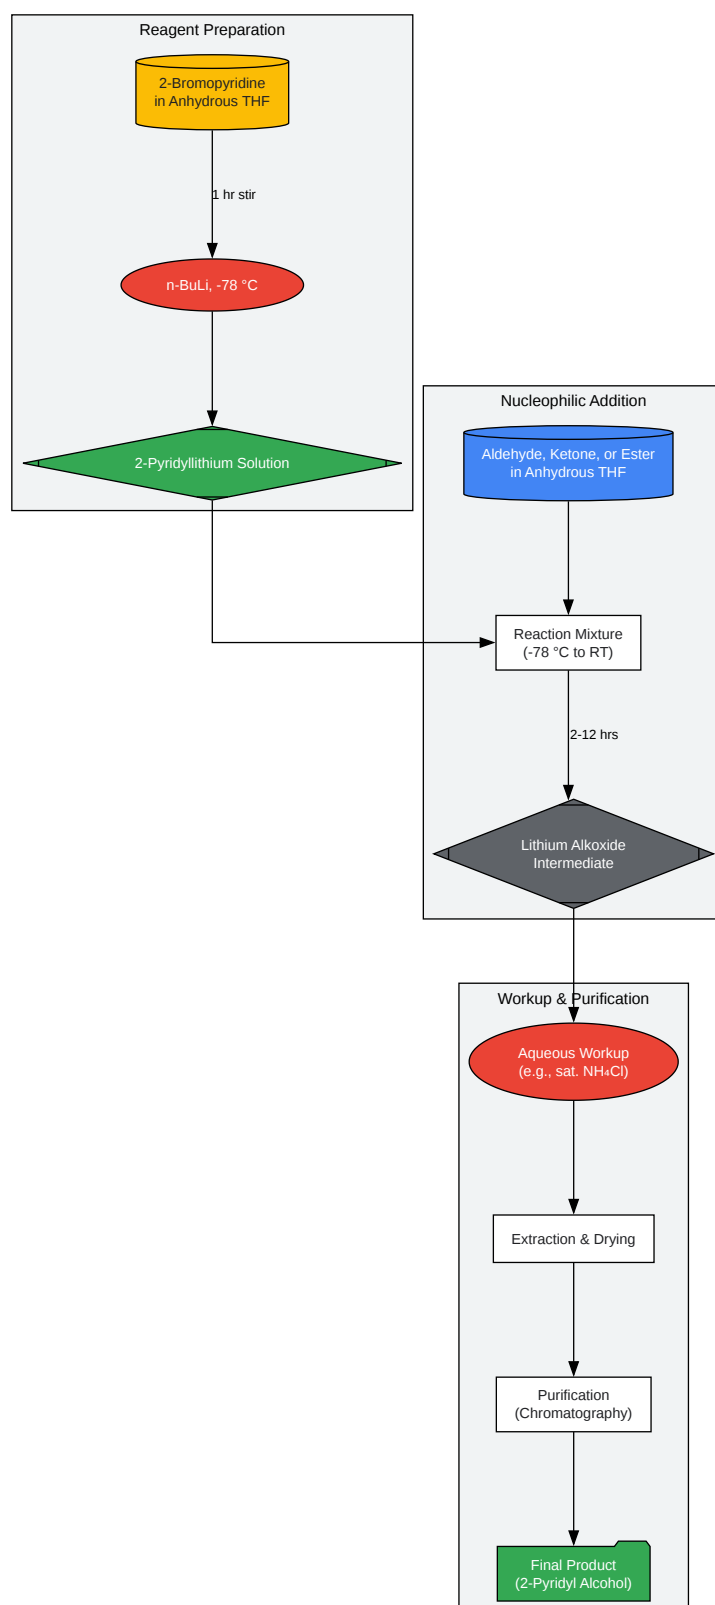 Reagent Preparation
2-Bromopyridine
in Anhydrous THF
1 hr stir
n-BuLi, -78 °C
2-Pyridyllithium Solution
Nucleophilic Addition
Aldehyde, Ketone, or Ester
in Anhydrous THF
Reaction Mixture
(-78 °C to RT)
2-12 hrs
Lithium Alkoxide
Intermediate
Workup & Purification
Aqueous Workup
(e.g., sat. NH₄Cl)
Extraction & Drying
Purification
(Chromatography)
Final Product
(2-Pyridyl Alcohol)